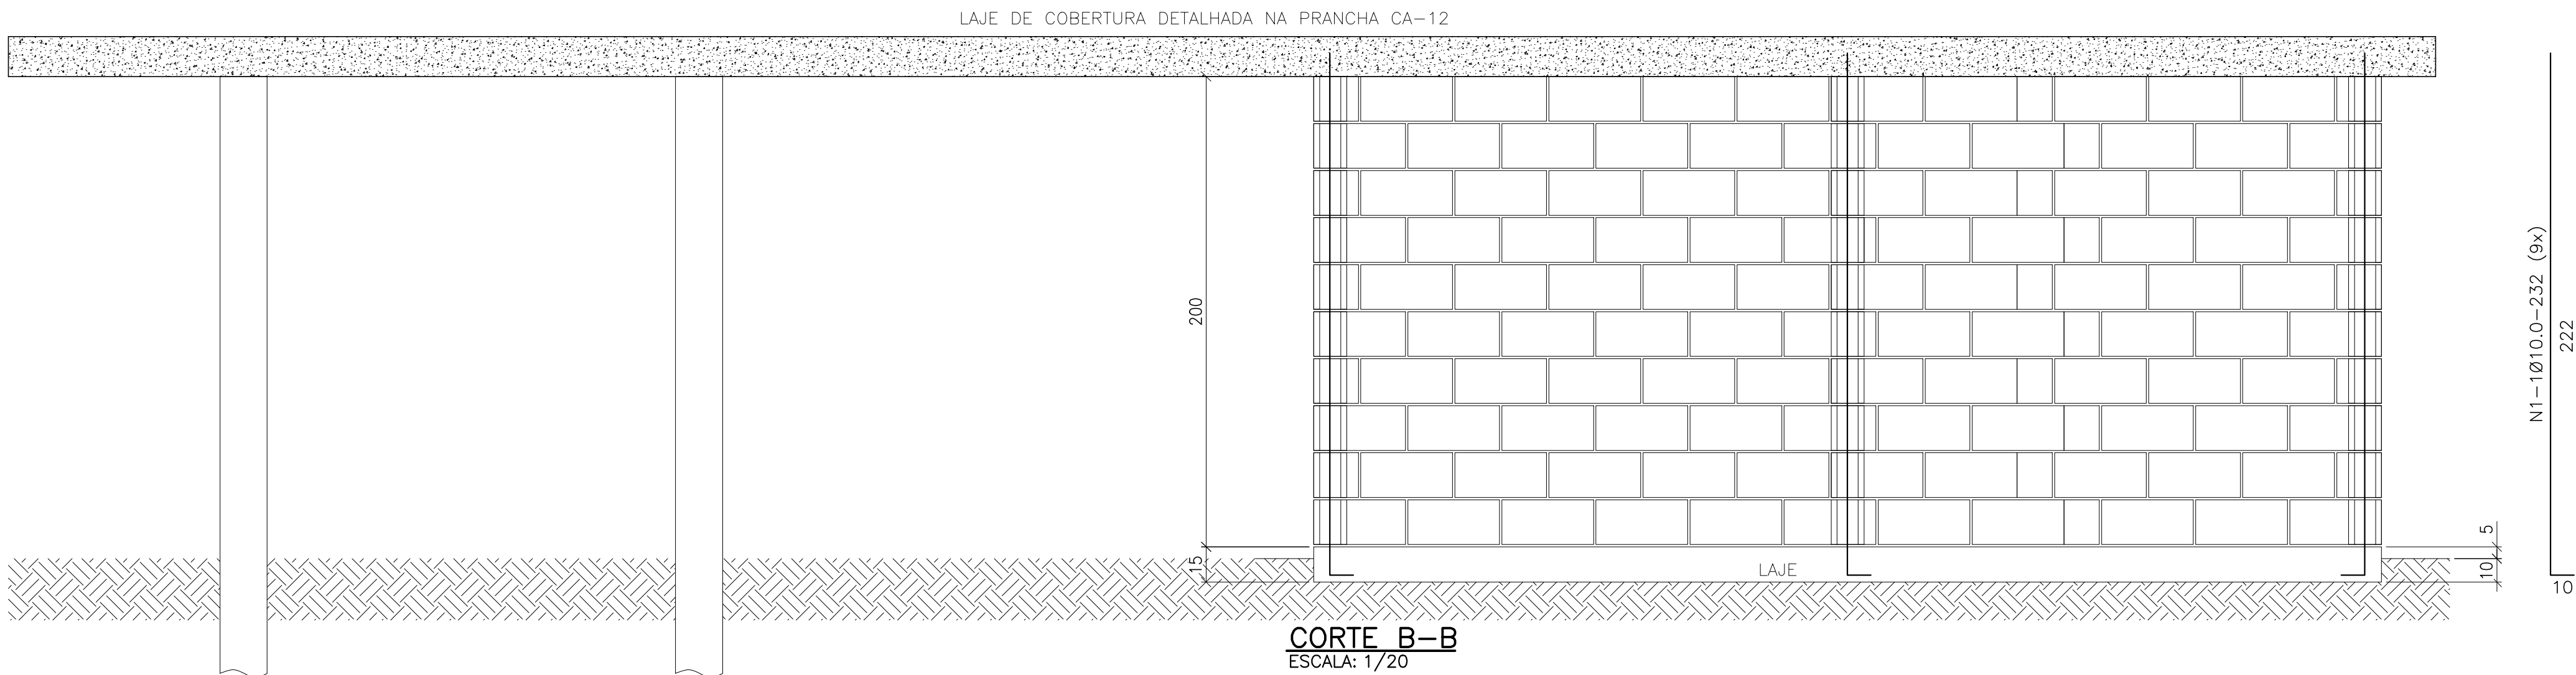 LAJE DE COBERTURA DETALHADA NA PRANCHA CA-12
200
15
LAJE
5
10
N1-1Ø10.0-232 (9x)
222
10
CORTE B-B
ESCALA: 1/20